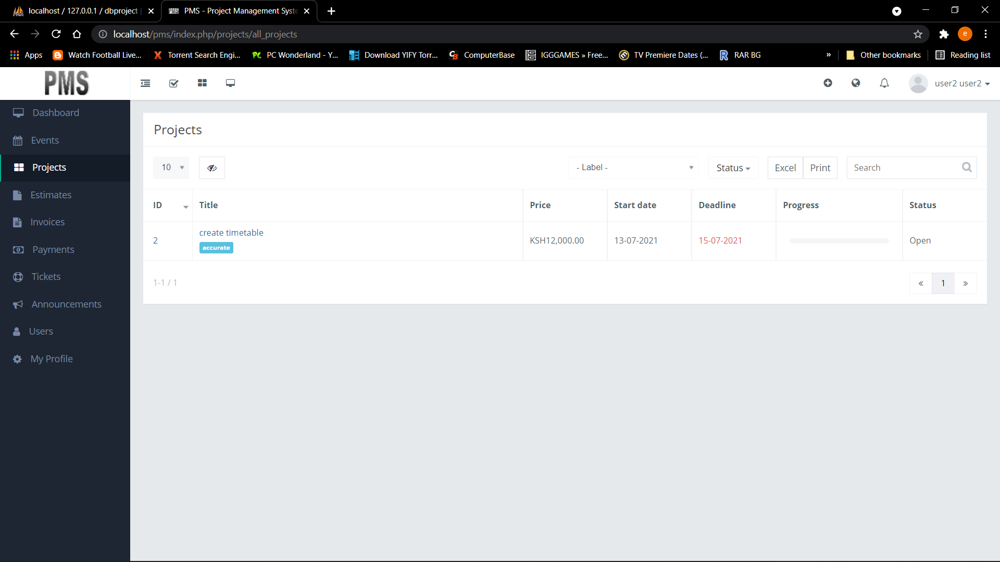 localhost / 127.0.0.1 / dbproject |
PMS - Project Management Syste
localhost/pms/index.php/projects/all_projects
e
Apps
Watch Football Live...
Torrent Search Engi...
PC Wonderland - Y...
Download YIFY Torr...
ComputerBase
IGGGAMES » Free...
TV Premiere Dates (...
RAR BG
»
Other bookmarks
Reading list
PMS
user2 user2
Dashboard
Events
Projects
Estimates
Invoices
Payments
Tickets
Announcements
Users
My Profile
Projects
10
- Label -
Status
Excel
Print
Search
ID
Title
Price
Start date
Deadline
Progress
Status
2
create timetable
accurate
KSH12,000.00
13-07-2021
15-07-2021
Open
1-1 / 1
«
1
»